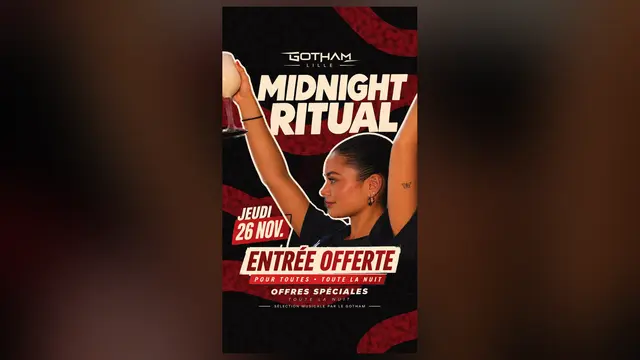 GOTHAM
LILLE
MIDNIGHT
RITUAL
JEUDI
26 NOV.
ENTRÉE OFFERTE
POUR TOUTES • TOUTE LA NUIT
OFFRES SPÉCIALES
TOUTE LA NUIT
SÉLECTION MUSICALE PAR LE GOTHAM